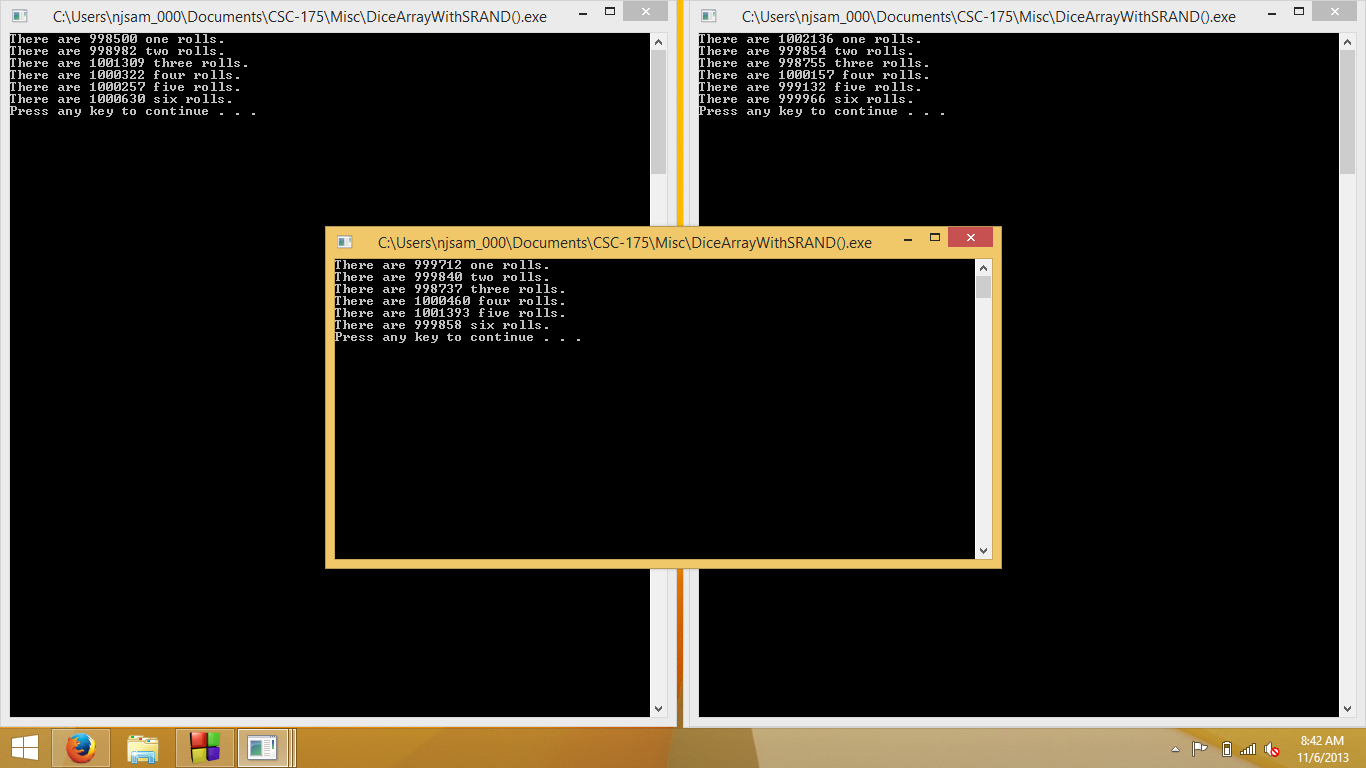 C:\Users\njsam_000\Documents\CSC-175\Misc\DiceArrayWithSRAND().exe
There are 998500 one rolls.
There are 998982 two rolls.
There are 1001309 three rolls.
There are 1000322 four rolls.
There are 1000257 five rolls.
There are 1000630 six rolls.
Press any key to continue . . .
C:\Users\njsam_000\Documents\CSC-175\Misc\DiceArrayWithSRAND().exe
There are 1002136 one rolls.
There are 999854 two rolls.
There are 998755 three rolls.
There are 1000157 four rolls.
There are 999132 five rolls.
There are 999966 six rolls.
Press any key to continue . . .
C:\Users\njsam_000\Documents\CSC-175\Misc\DiceArrayWithSRAND().exe
There are 999712 one rolls.
There are 999840 two rolls.
There are 998737 three rolls.
There are 1000460 four rolls.
There are 1001393 five rolls.
There are 999858 six rolls.
Press any key to continue . . .
8:42 AM
11/6/2013